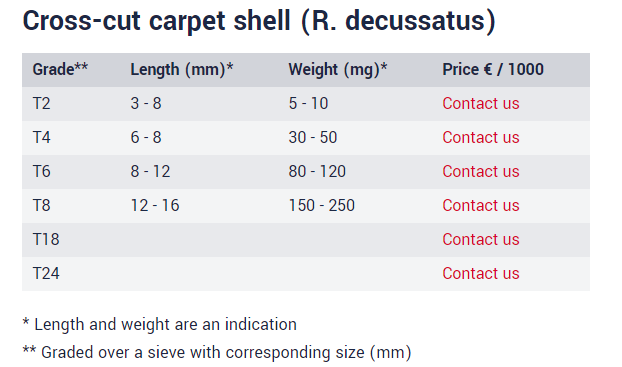 Cross-cut carpet shell (R. decussatus)
Grade** Length (mm)* Weight (mg)* Price € / 1000
T2 3 - 8 5 - 10 Contact us
T4 6 - 8 30 - 50 Contact us
T6 8 - 12 80 - 120 Contact us
T8 12 - 16 150 - 250 Contact us
T18 Contact us
T24 Contact us
* Length and weight are an indication
** Graded over a sieve with corresponding size (mm)